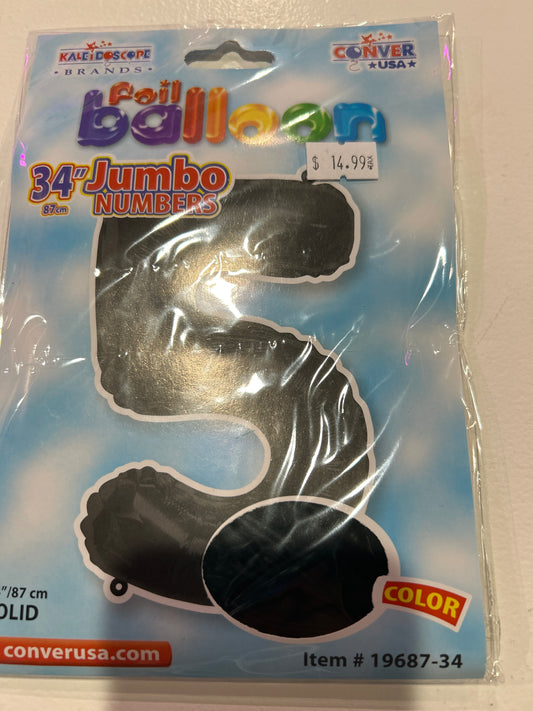 KALEIDOSCOPE
BRANDS
CONVER
USA
foil
balloon
$ 14.99
34" Jumbo
87cm NUMBERS
"/87 cm
OLID
COLOR
converusa.com
Item # 19687-34